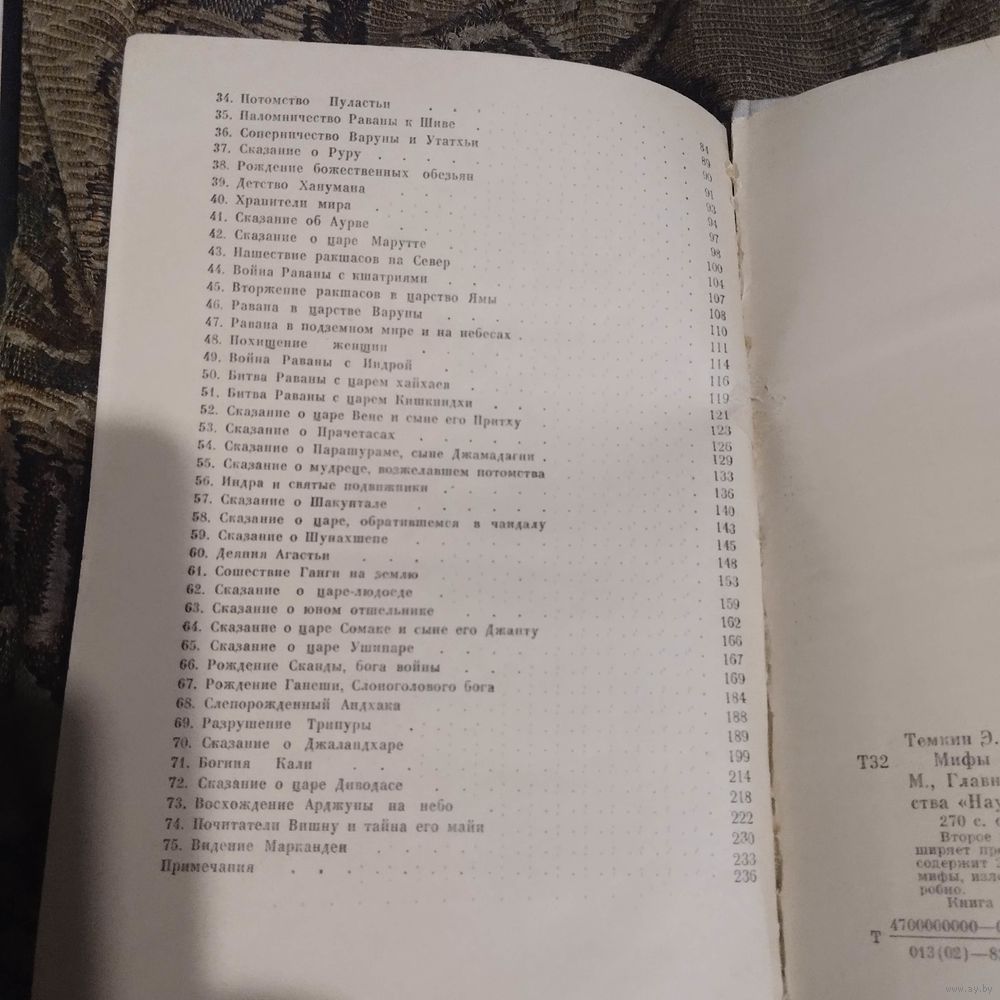 34. Потомство Пуластьи 84
35. Паломничество Раваны к Шиве 89
36. Соперничество Варуны и Утатхьи 90
37. Сказание о Руру 91
38. Рождение божественных обезьян 93
39. Детство Ханумана 94
40. Хранители мира 97
41. Сказание об Аурве 98
42. Сказание о царе Марутте 100
43. Нашествие ракшасов на Север 104
44. Война Раваны с кшатриями 107
45. Вторжение ракшасов в царство Ямы 108
46. Равана в царстве Варуны 110
47. Равана в подземном мире и на небесах 111
48. Похищение женщин 114
49. Война Раваны с Индрой 116
50. Битва Раваны с царем хайхаев 119
51. Битва Раваны с царем Кишкиндхи 121
52. Сказание о царе Вене и сыне его Притху 123
53. Сказание о Прачетасах 126
54. Сказание о Парашураме, сыне Джамадагни 129
55. Сказание о мудреце, возжелавшем потомства 133
56. Индра и святые подвижники 136
57. Сказание о Шакунтале 140
58. Сказание о царе, обратившемся в чандалу 143
59. Сказание о Шунахшепе 145
60. Деяния Агастьи 148
61. Сошествие Ганги на землю 153
62. Сказание о царе-людоеде 159
63. Сказание о юном отшельнике 162
64. Сказание о царе Сомаке и сыне его Джанту 166
65. Сказание о царе Ушинаре 167
66. Рождение Сканды, бога войны 169
67. Рождение Ганеши, Слоноголового бога 184
68. Слепорожденный Андхака 188
69. Разрушение Трипуры 189
70. Сказание о Джаландхаре 199
71. Богиня Кали 214
72. Сказание о царе Диводасе 218
73. Восхождение Арджуны на небо 222
74. Почитатели Вишну и тайна его майи 230
75. Видение Маркандеи 233
Примечания 236
Темкин Э.
Т32 Мифы
М., Главн
ства «Нау
270 с. с
Второе
ширяет пре
содержит
мифы, изло
робно.
Книга
Т 4700000000—0
013(02)—8
www.ay.by